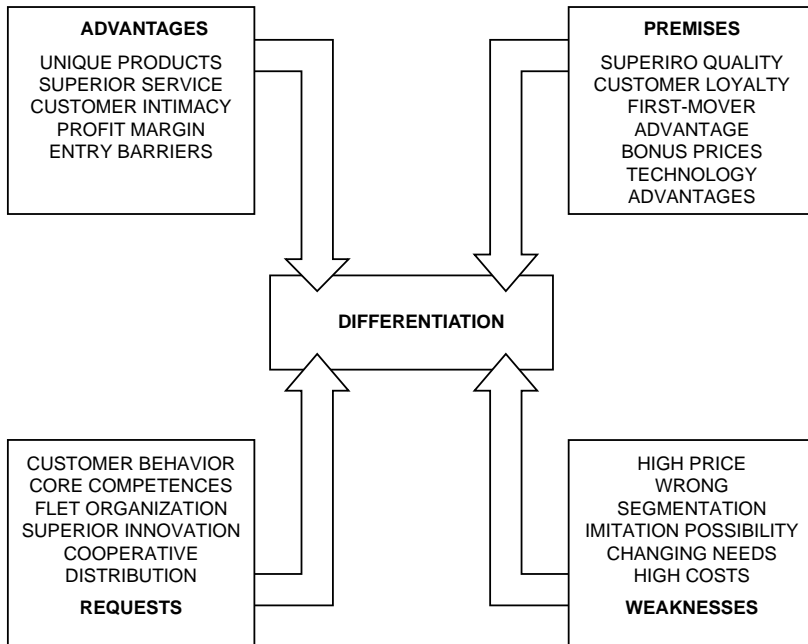 ADVANTAGES
UNIQUE PRODUCTS
SUPERIOR SERVICE
CUSTOMER INTIMACY
PROFIT MARGIN
ENTRY BARRIERS
PREMISES
SUPERIRO QUALITY
CUSTOMER LOYALTY
FIRST-MOVER
ADVANTAGE
BONUS PRICES
TECHNOLOGY
ADVANTAGES
DIFFERENTIATION
CUSTOMER BEHAVIOR
CORE COMPETENCES
FLET ORGANIZATION
SUPERIOR INNOVATION
COOPERATIVE
DISTRIBUTION
REQUESTS
HIGH PRICE
WRONG
SEGMENTATION
IMITATION POSSIBILITY
CHANGING NEEDS
HIGH COSTS
WEAKNESSES